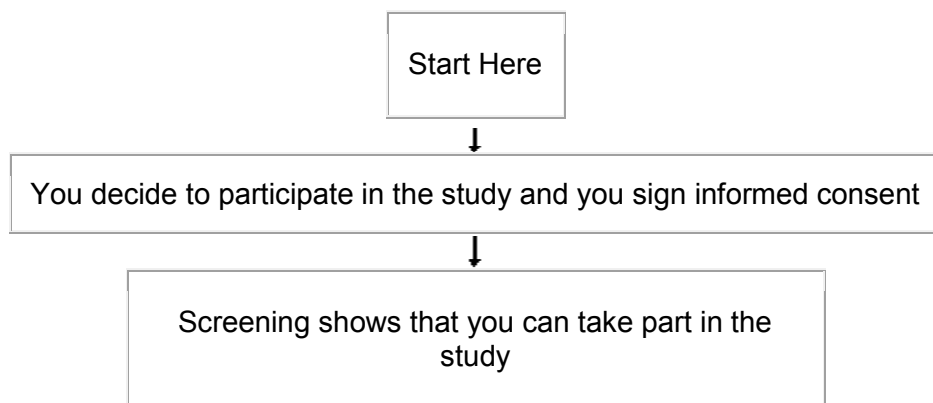 Start Here
You decide to participate in the study and you sign informed consent
Screening shows that you can take part in the
study